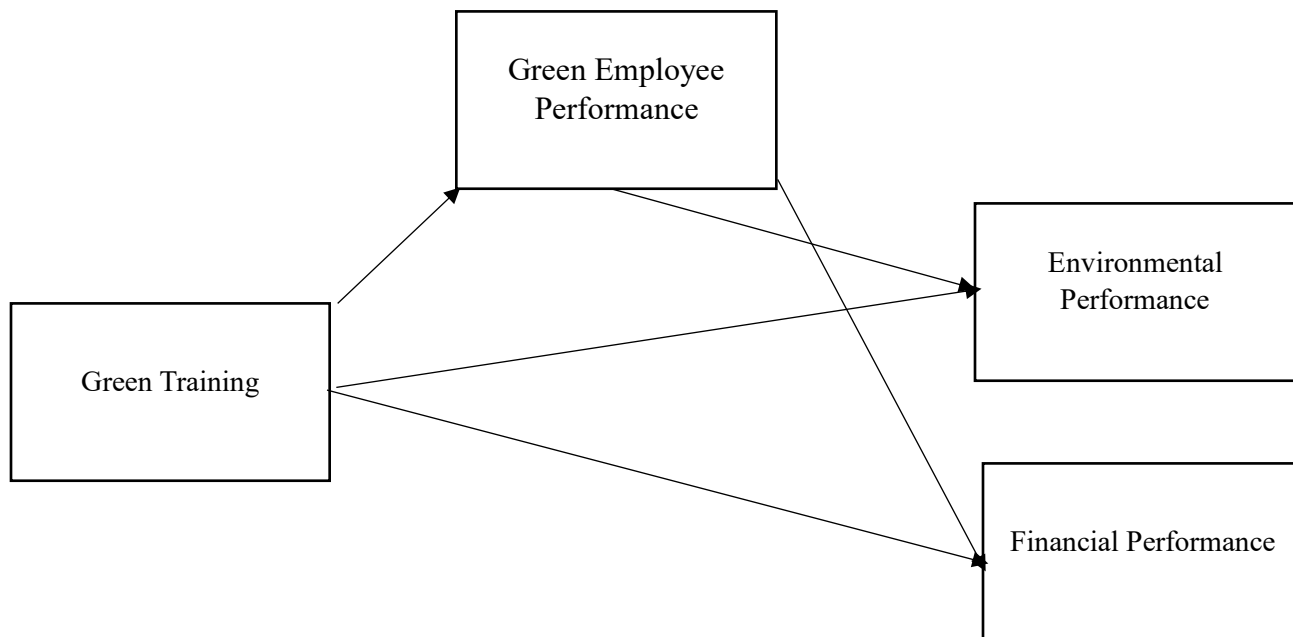 Green Employee
Performance
Environmental
Performance
Green Training
Financial Performance